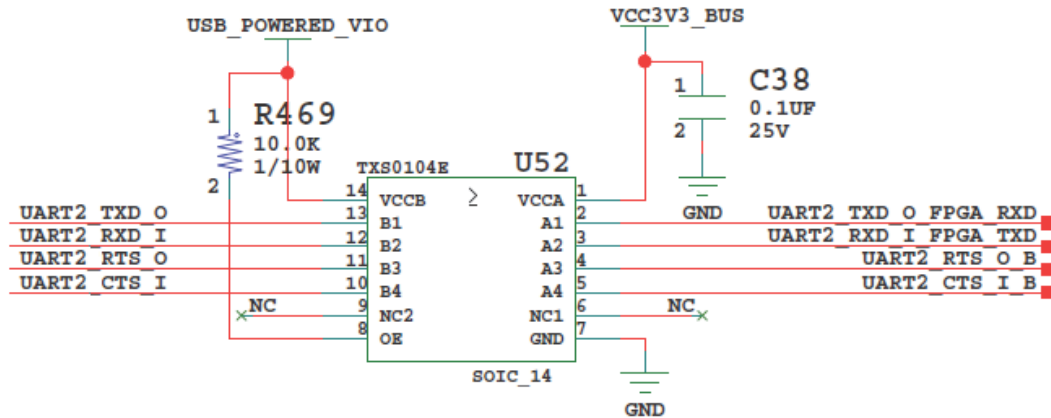 USB_POWERED_VIO
VCC3V3_BUS
1
R469
10.0K
1/10W
2
1
C38
0.1UF
25V
2
GND
TXS0104E
U52
14 VCCB ≥ VCCA 1
UART2_TXD_O 13 B1 A1 2 UART2_TXD_O_FPGA_RXD
UART2_RXD_I 12 B2 A2 3 UART2_RXD_I_FPGA_TXD
UART2_RTS_O 11 B3 A3 4 UART2_RTS_O_B
UART2_CTS_I 10 B4 A4 5 UART2_CTS_I_B
NC 9 NC2 NC1 6 NC
8 OE GND 7
SOIC_14
GND